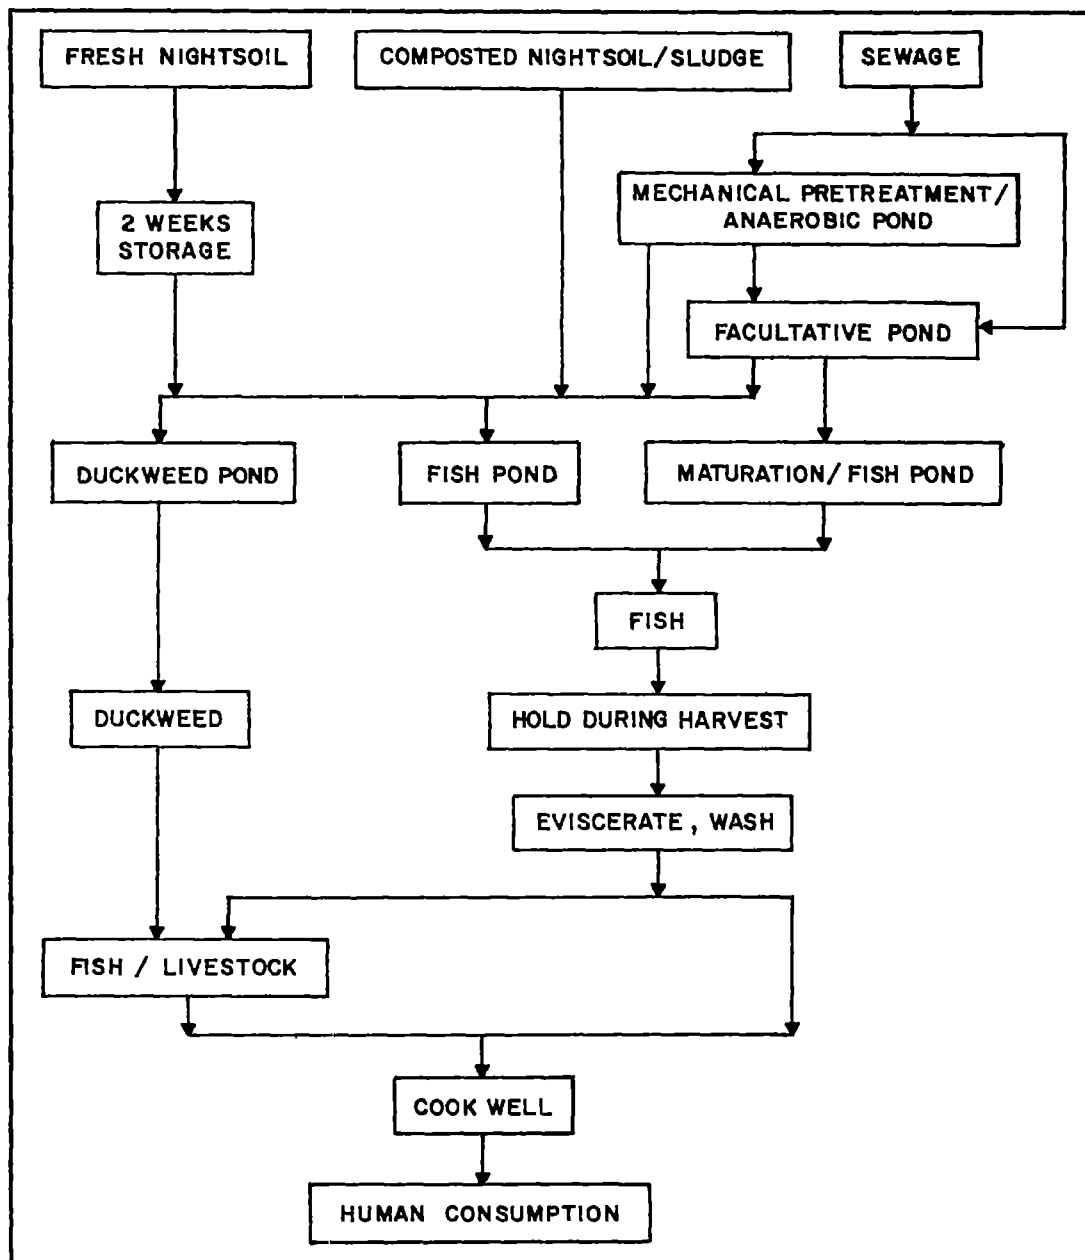 FRESH NIGHTSOIL
COMPOSTED NIGHTSOIL/SLUDGE
SEWAGE
MECHANICAL PRETREATMENT/
ANAEROBIC POND
2 WEEKS
STORAGE
FACULTATIVE POND
DUCKWEED POND
FISH POND
MATURATION/FISH POND
FISH
DUCKWEED
HOLD DURING HARVEST
EVISCERATE, WASH
FISH / LIVESTOCK
COOK WELL
HUMAN CONSUMPTION